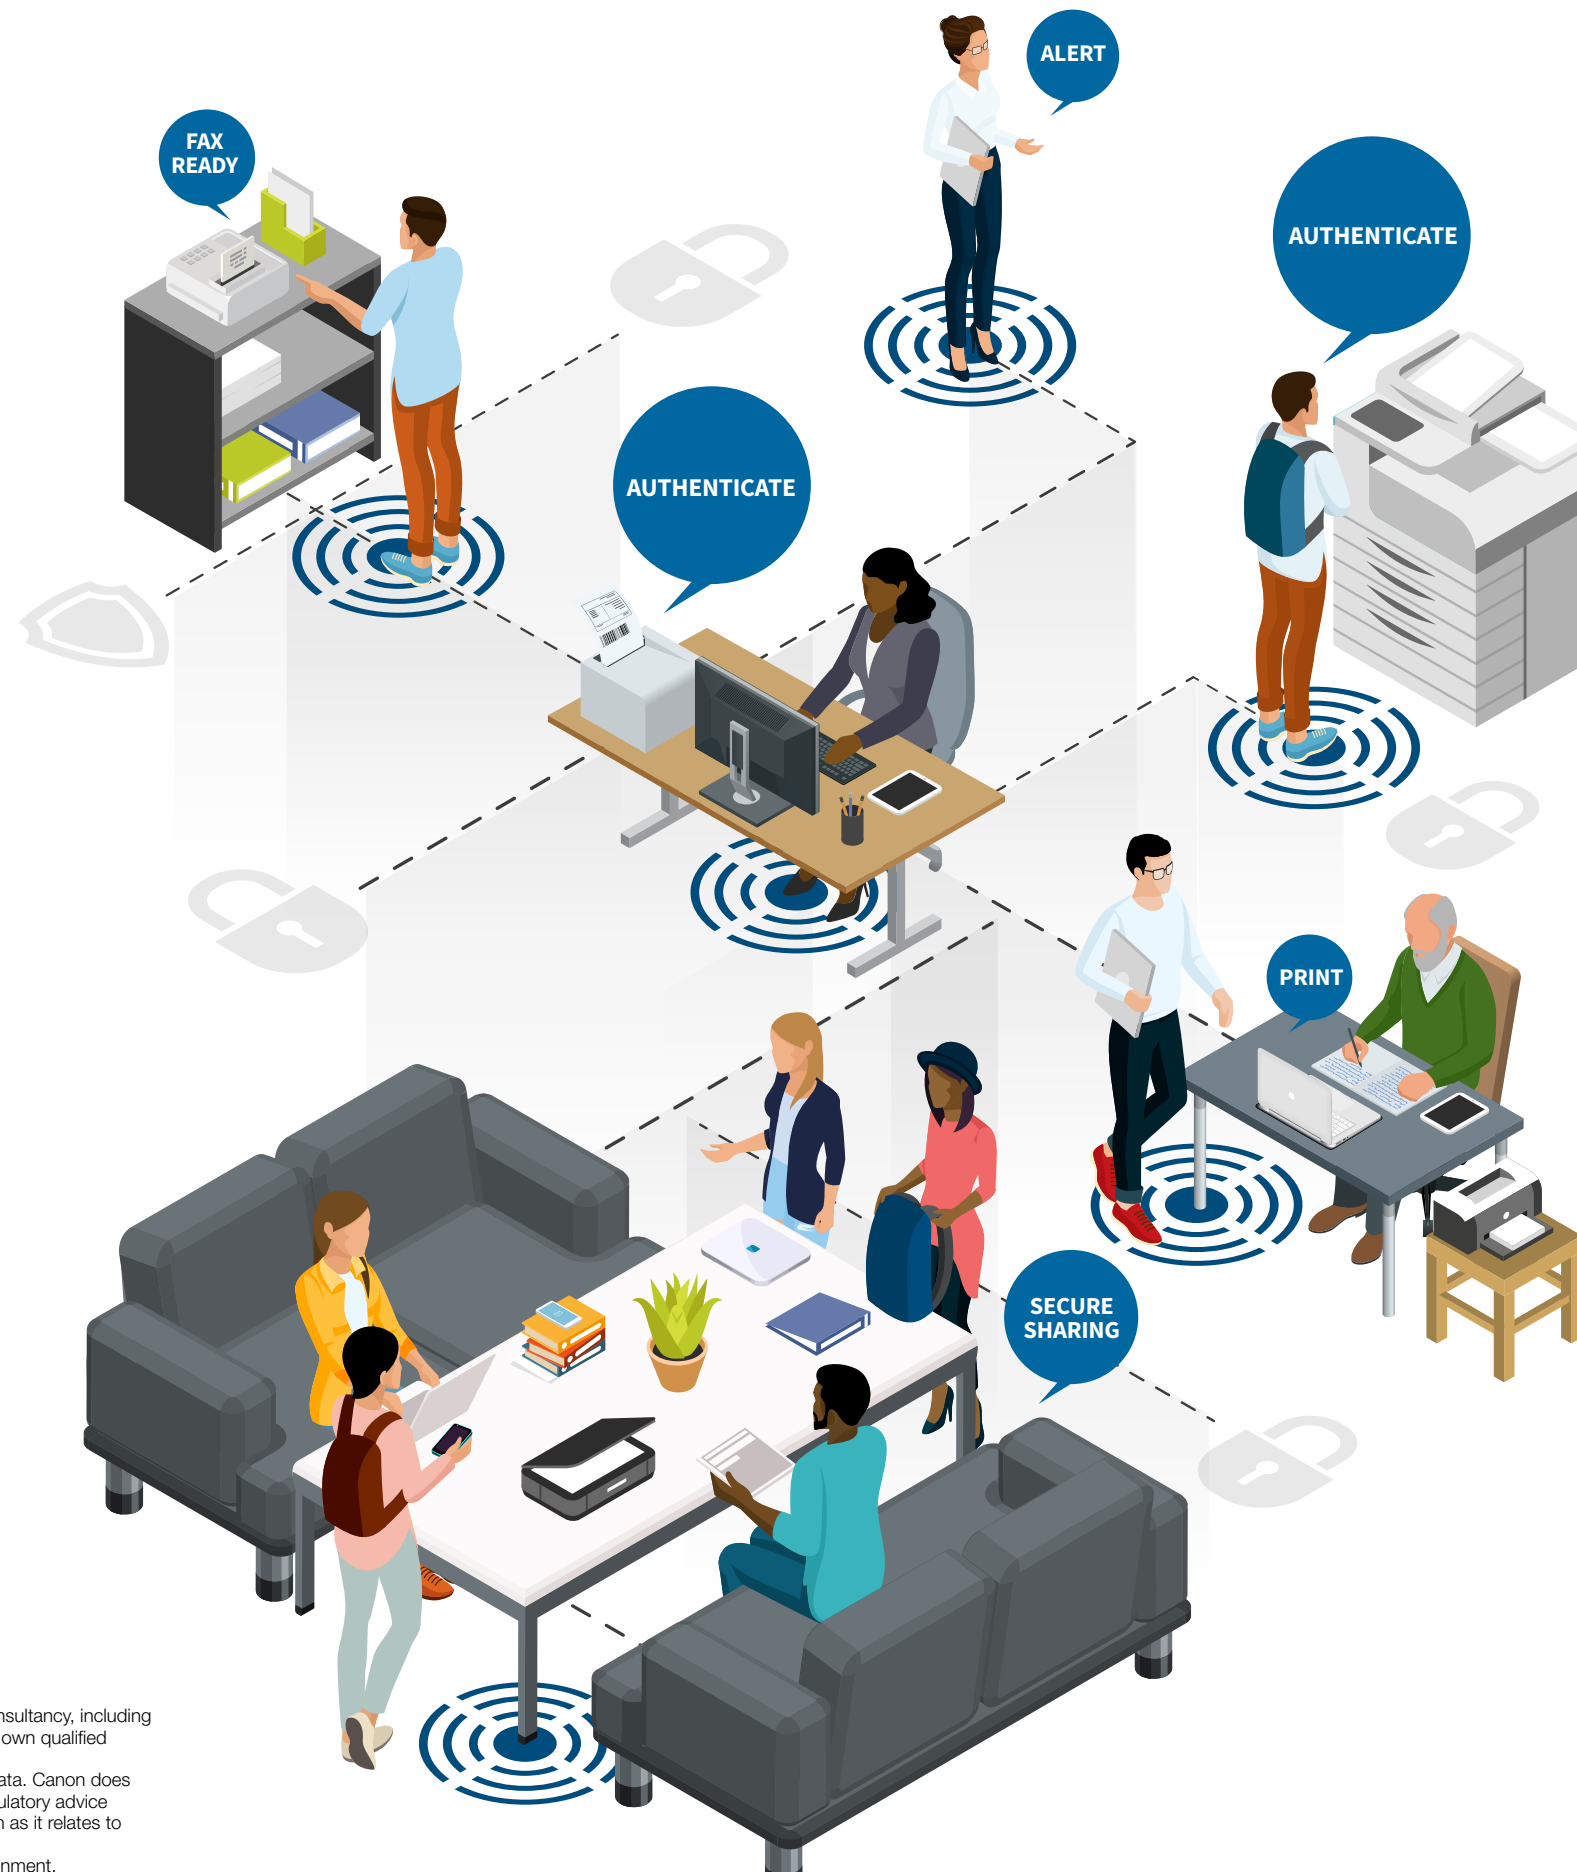 ALERT
FAX
READY
AUTHENTICATE
AUTHENTICATE
PRINT
SECURE
SHARING
nsultancy, including
own qualified
ata. Canon does
ulatory advice
n as it relates to
nment.